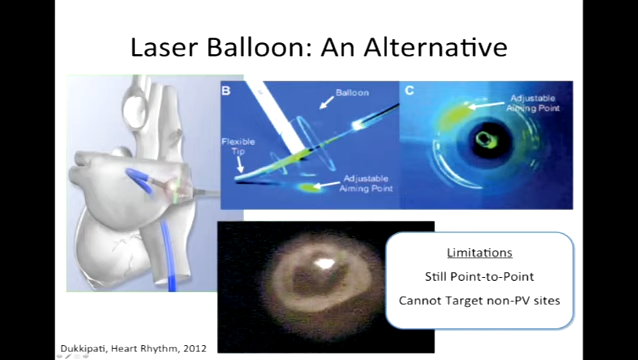 Laser Balloon: An Alternative
B
Balloon
Flexible
Tip
Adjustable
Aiming Point
C
Adjustable
Aiming Point
Limitations
Still Point-to-Point
Cannot Target non-PV sites
Dukkipati, Heart Rhythm, 2012